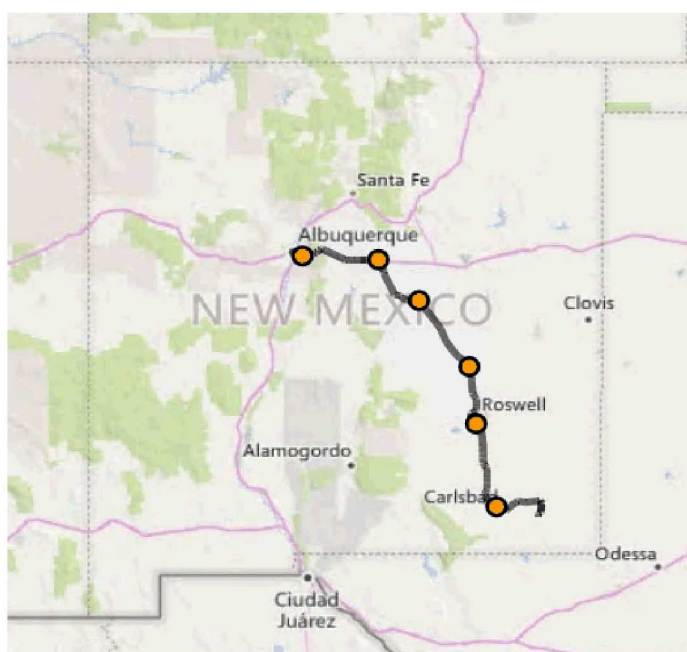 Santa Fe
Albuquerque
NEW MEXICO
Clovis
Roswell
Alamogordo
Carlsbad
Odessa
Ciudad
Juárez